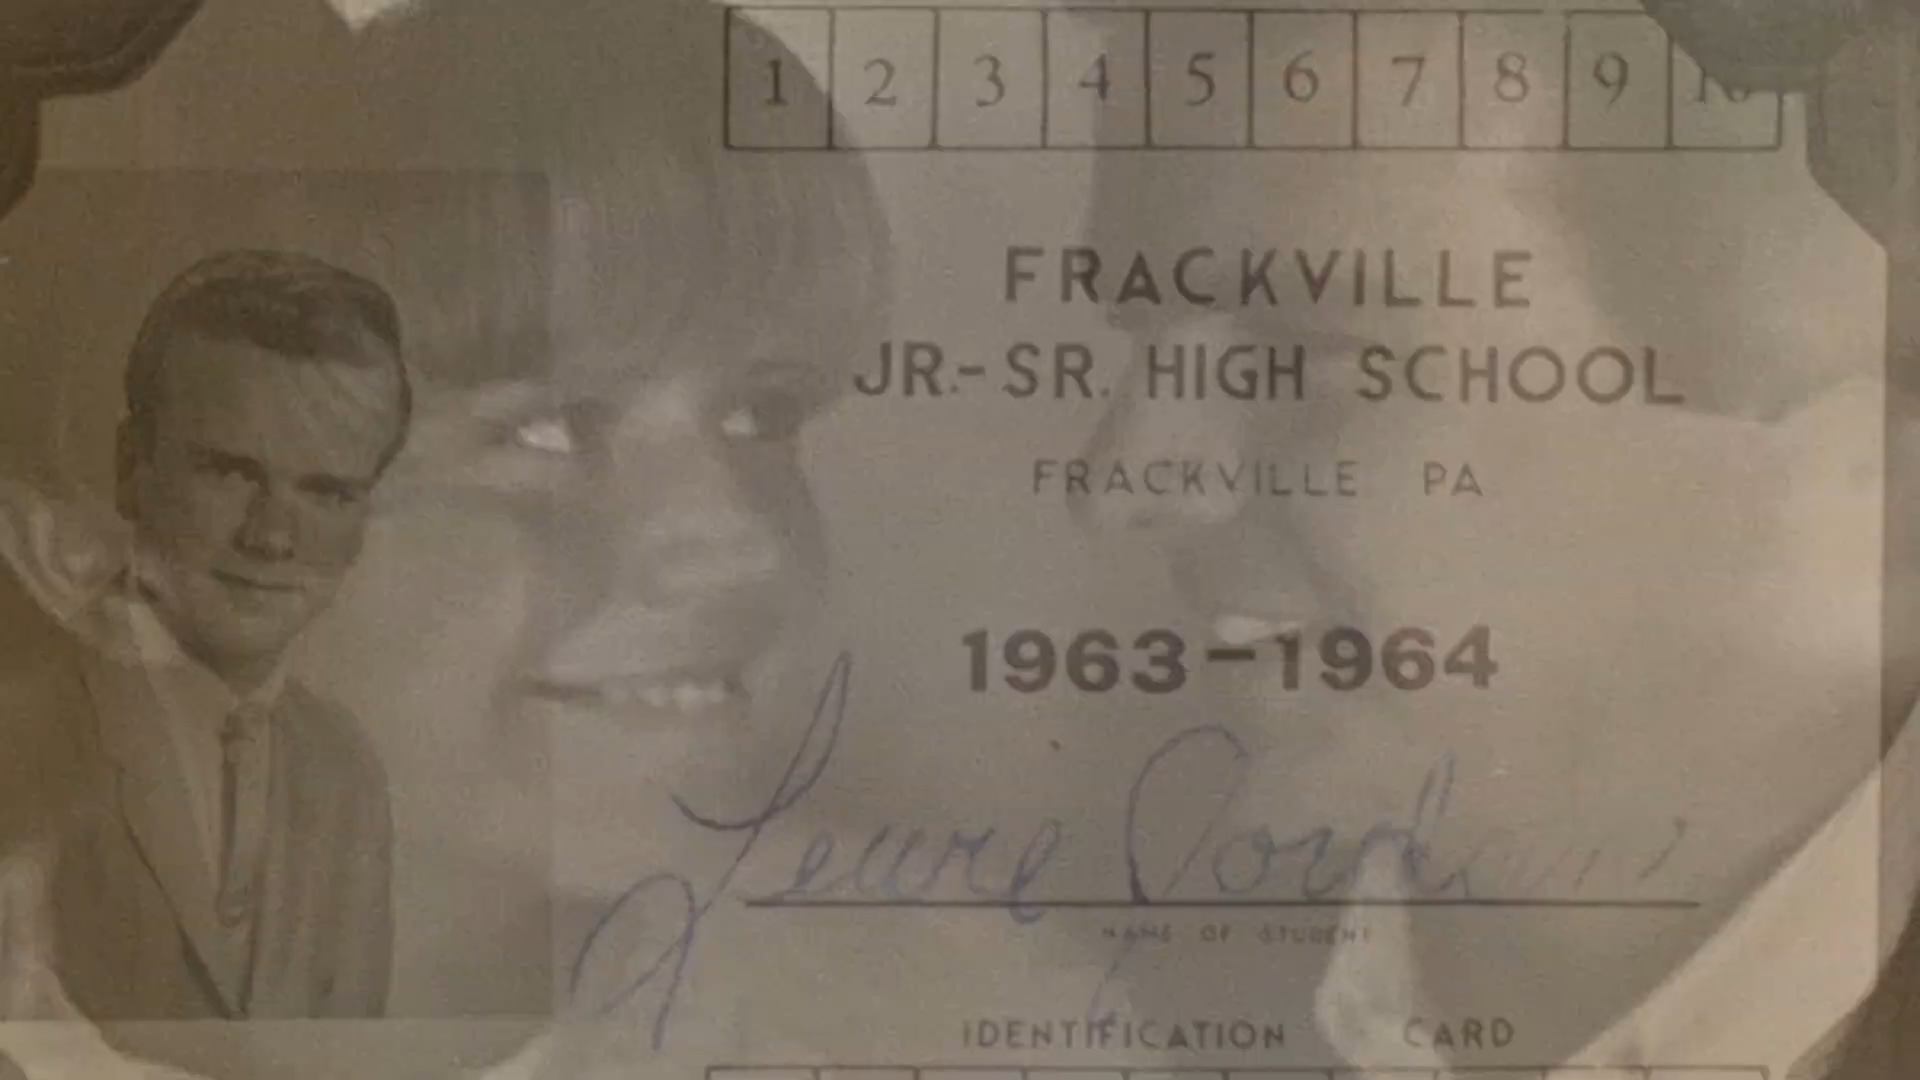 1 2 3 4 5 6 7 8 9 10
FRACKVILLE
JR.-SR. HIGH SCHOOL
FRACKVILLE PA
1963-1964
NAME OF STUDENT
IDENTIFICATION CARD